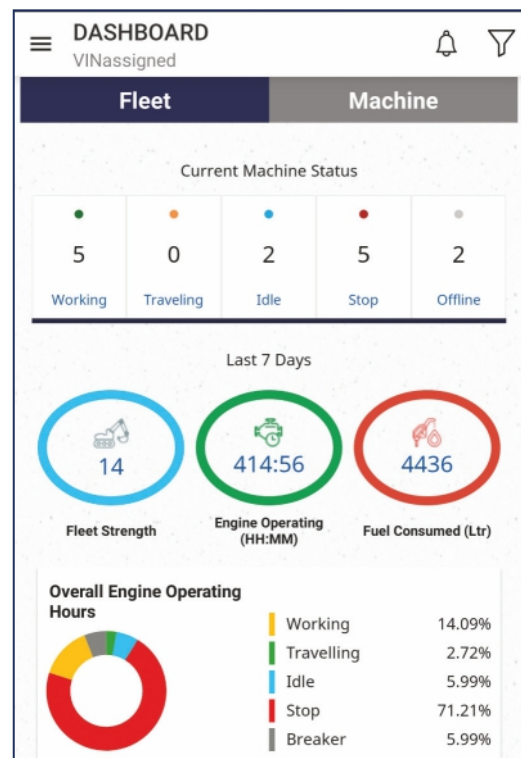 DASHBOARD
VINassigned
Fleet Machine
Current Machine Status
5 0 2 5 2
Working Traveling Idle Stop Offline
Last 7 Days
14 414:56 4436
Fleet Strength Engine Operating (HH:MM) Fuel Consumed (Ltr)
Overall Engine Operating
Hours
Working 14.09%
Travelling 2.72%
Idle 5.99%
Stop 71.21%
Breaker 5.99%